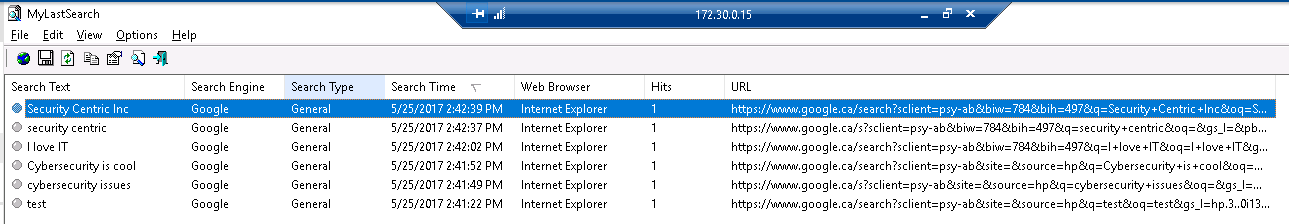 MyLastSearch
172.30.0.15
File Edit View Options Help
Search Text Search Engine Search Type Search Time Web Browser Hits URL
Security Centric Inc Google General 5/25/2017 2:42:39 PM Internet Explorer 1 https://www.google.ca/search?sclient=psy-ab&biw=784&bih=497&q=Security+Centric+Inc&oq=S...
security centric Google General 5/25/2017 2:42:37 PM Internet Explorer 1 https://www.google.ca/s?sclient=psy-ab&biw=784&bih=497&q=security+centric&oq=&gs_l=&pb...
I love IT Google General 5/25/2017 2:42:02 PM Internet Explorer 1 https://www.google.ca/search?sclient=psy-ab&biw=784&bih=497&q=I+love+IT&oq=I+love+IT&g...
Cybersecurity is cool Google General 5/25/2017 2:41:52 PM Internet Explorer 1 https://www.google.ca/search?sclient=psy-ab&site=&source=hp&q=Cybersecurity+is+cool&oq=...
cybersecurity issues Google General 5/25/2017 2:41:49 PM Internet Explorer 1 https://www.google.ca/s?sclient=psy-ab&site=&source=hp&q=cybersecurity+issues&oq=&gs_l=...
test Google General 5/25/2017 2:41:22 PM Internet Explorer 1 https://www.google.ca/search?sclient=psy-ab&site=&source=hp&q=test&oq=test&gs_l=hp.3..0i13...